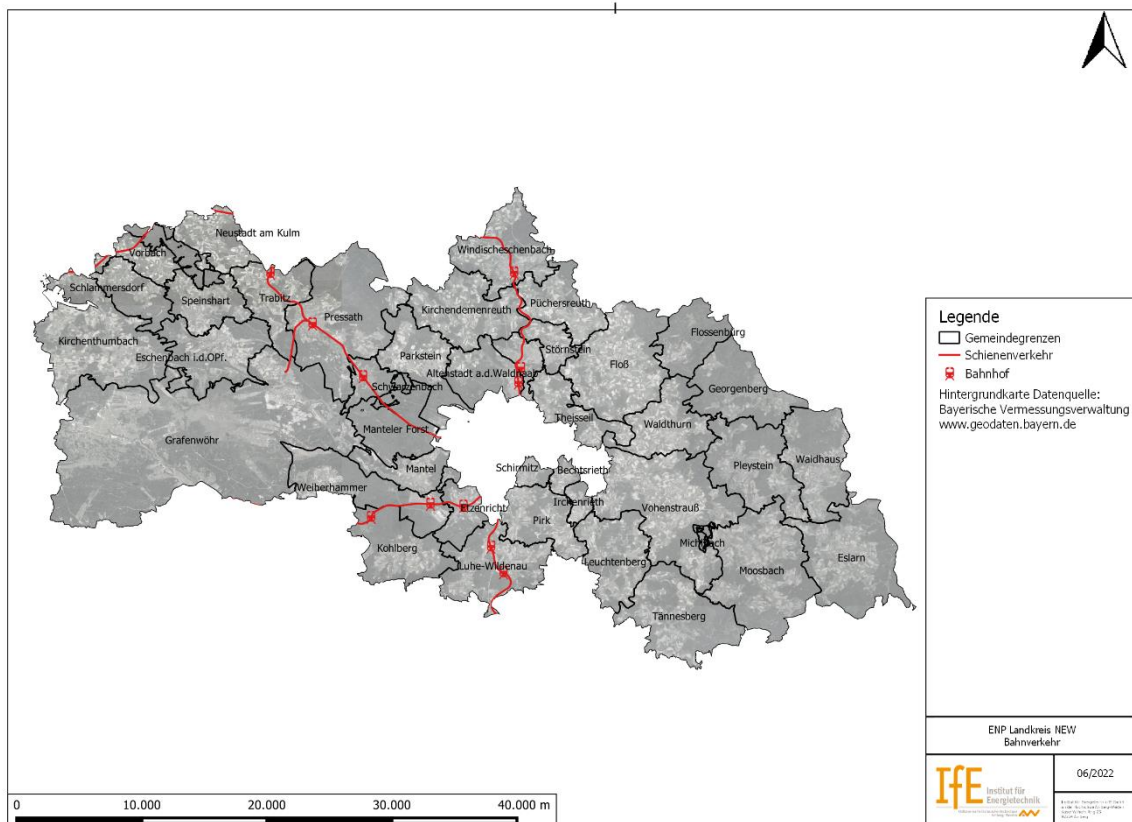 Neustadt am Kulm
Vorbach
Windischeschenbach
Schlammersdorf
Speinshart
Trabitz
Püchersreuth
Kirchendemenreuth
Pressath
Flossenbürg
Kirchenthumbach
Störnstein
Eschenbach i.d.OPf.
Parkstein
Floß
Altenstadt a.d.Waldnaab
Schwarzenbach
Georgenberg
Theisseil
Waldthurn
Manteler Forst
Grafenwöhr
Mantel
Schirmitz
Bechtsrieth
Pleystein
Waidhaus
Weiherhammer
Irchenrieth
Etzenricht
Vohenstrauß
Pirk
Kohlberg
Eslarn
Luhe-Wildenau
Leuchtenberg
Moosbach
Tännesberg
Legende
Gemeindegrenzen
Schienenverkehr
Bahnhof
Hintergrundkarte Datenquelle:
Bayerische Vermessungsverwaltung
www.geodaten.bayern.de
ENP Landkreis NEW
Bahnverkehr
IfE Institut für
Energietechnik
06/2022
0 10.000 20.000 30.000 40.000 m